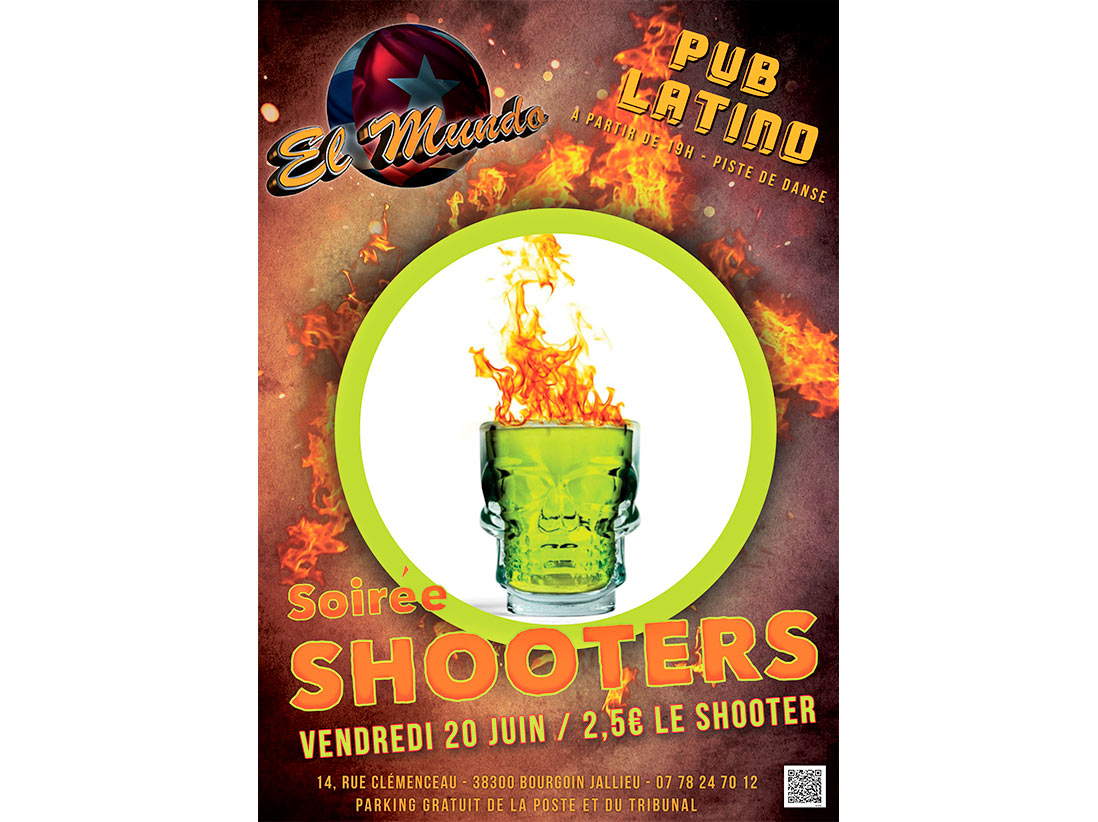 El Mundo
PUB
LATINO
À PARTIR DE 19H - PISTE DE DANSE
Soirée
SHOOTERS
VENDREDI 20 JUIN / 2,5€ LE SHOOTER
14, RUE CLÉMENCEAU - 38300 BOURGOIN JALLIEU - 07 78 24 70 12
PARKING GRATUIT DE LA POSTE ET DU TRIBUNAL